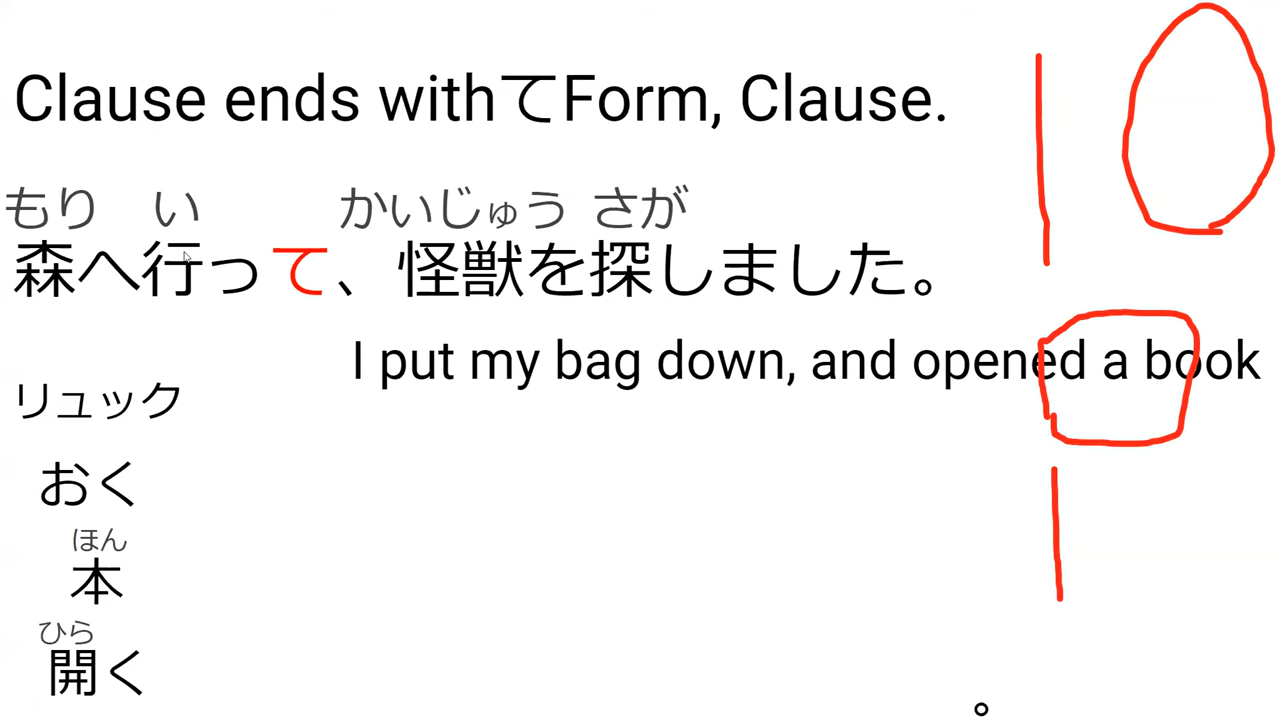 Clause ends withてForm, Clause.
もり い かいじゅう さが
森へ行って、怪獣を探しました。
I put my bag down, and opened a book
リュック
おく
ほん
本
ひら
開く
。